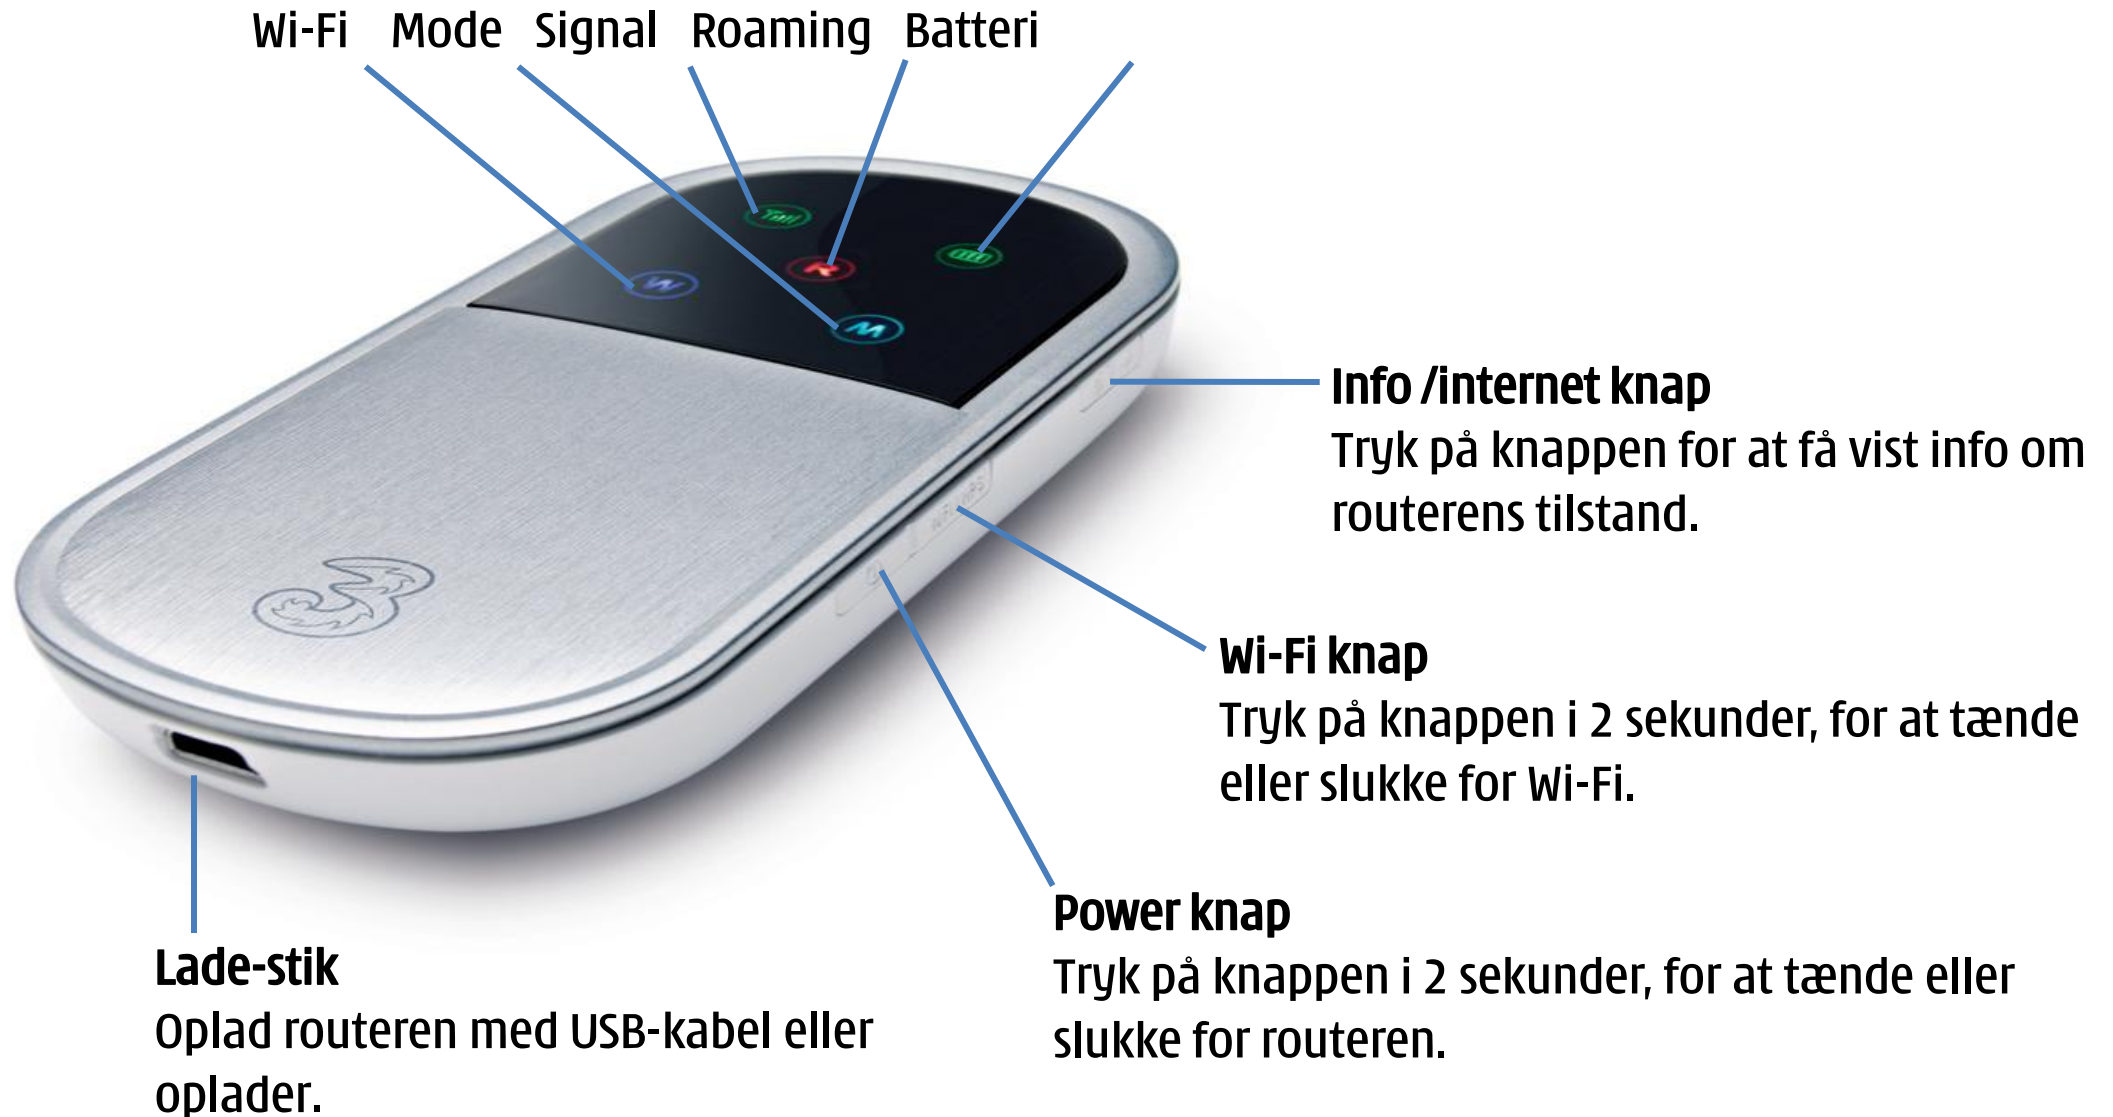 Wi-Fi Mode Signal Roaming Batteri
W
R
M
Info /internet knap
Tryk på knappen for at få vist info om
routerens tilstand.
Wi-Fi knap
Tryk på knappen i 2 sekunder, for at tænde
eller slukke for Wi-Fi.
Power knap
Tryk på knappen i 2 sekunder, for at tænde eller
slukke for routeren.
Lade-stik
Oplad routeren med USB-kabel eller
oplader.
3